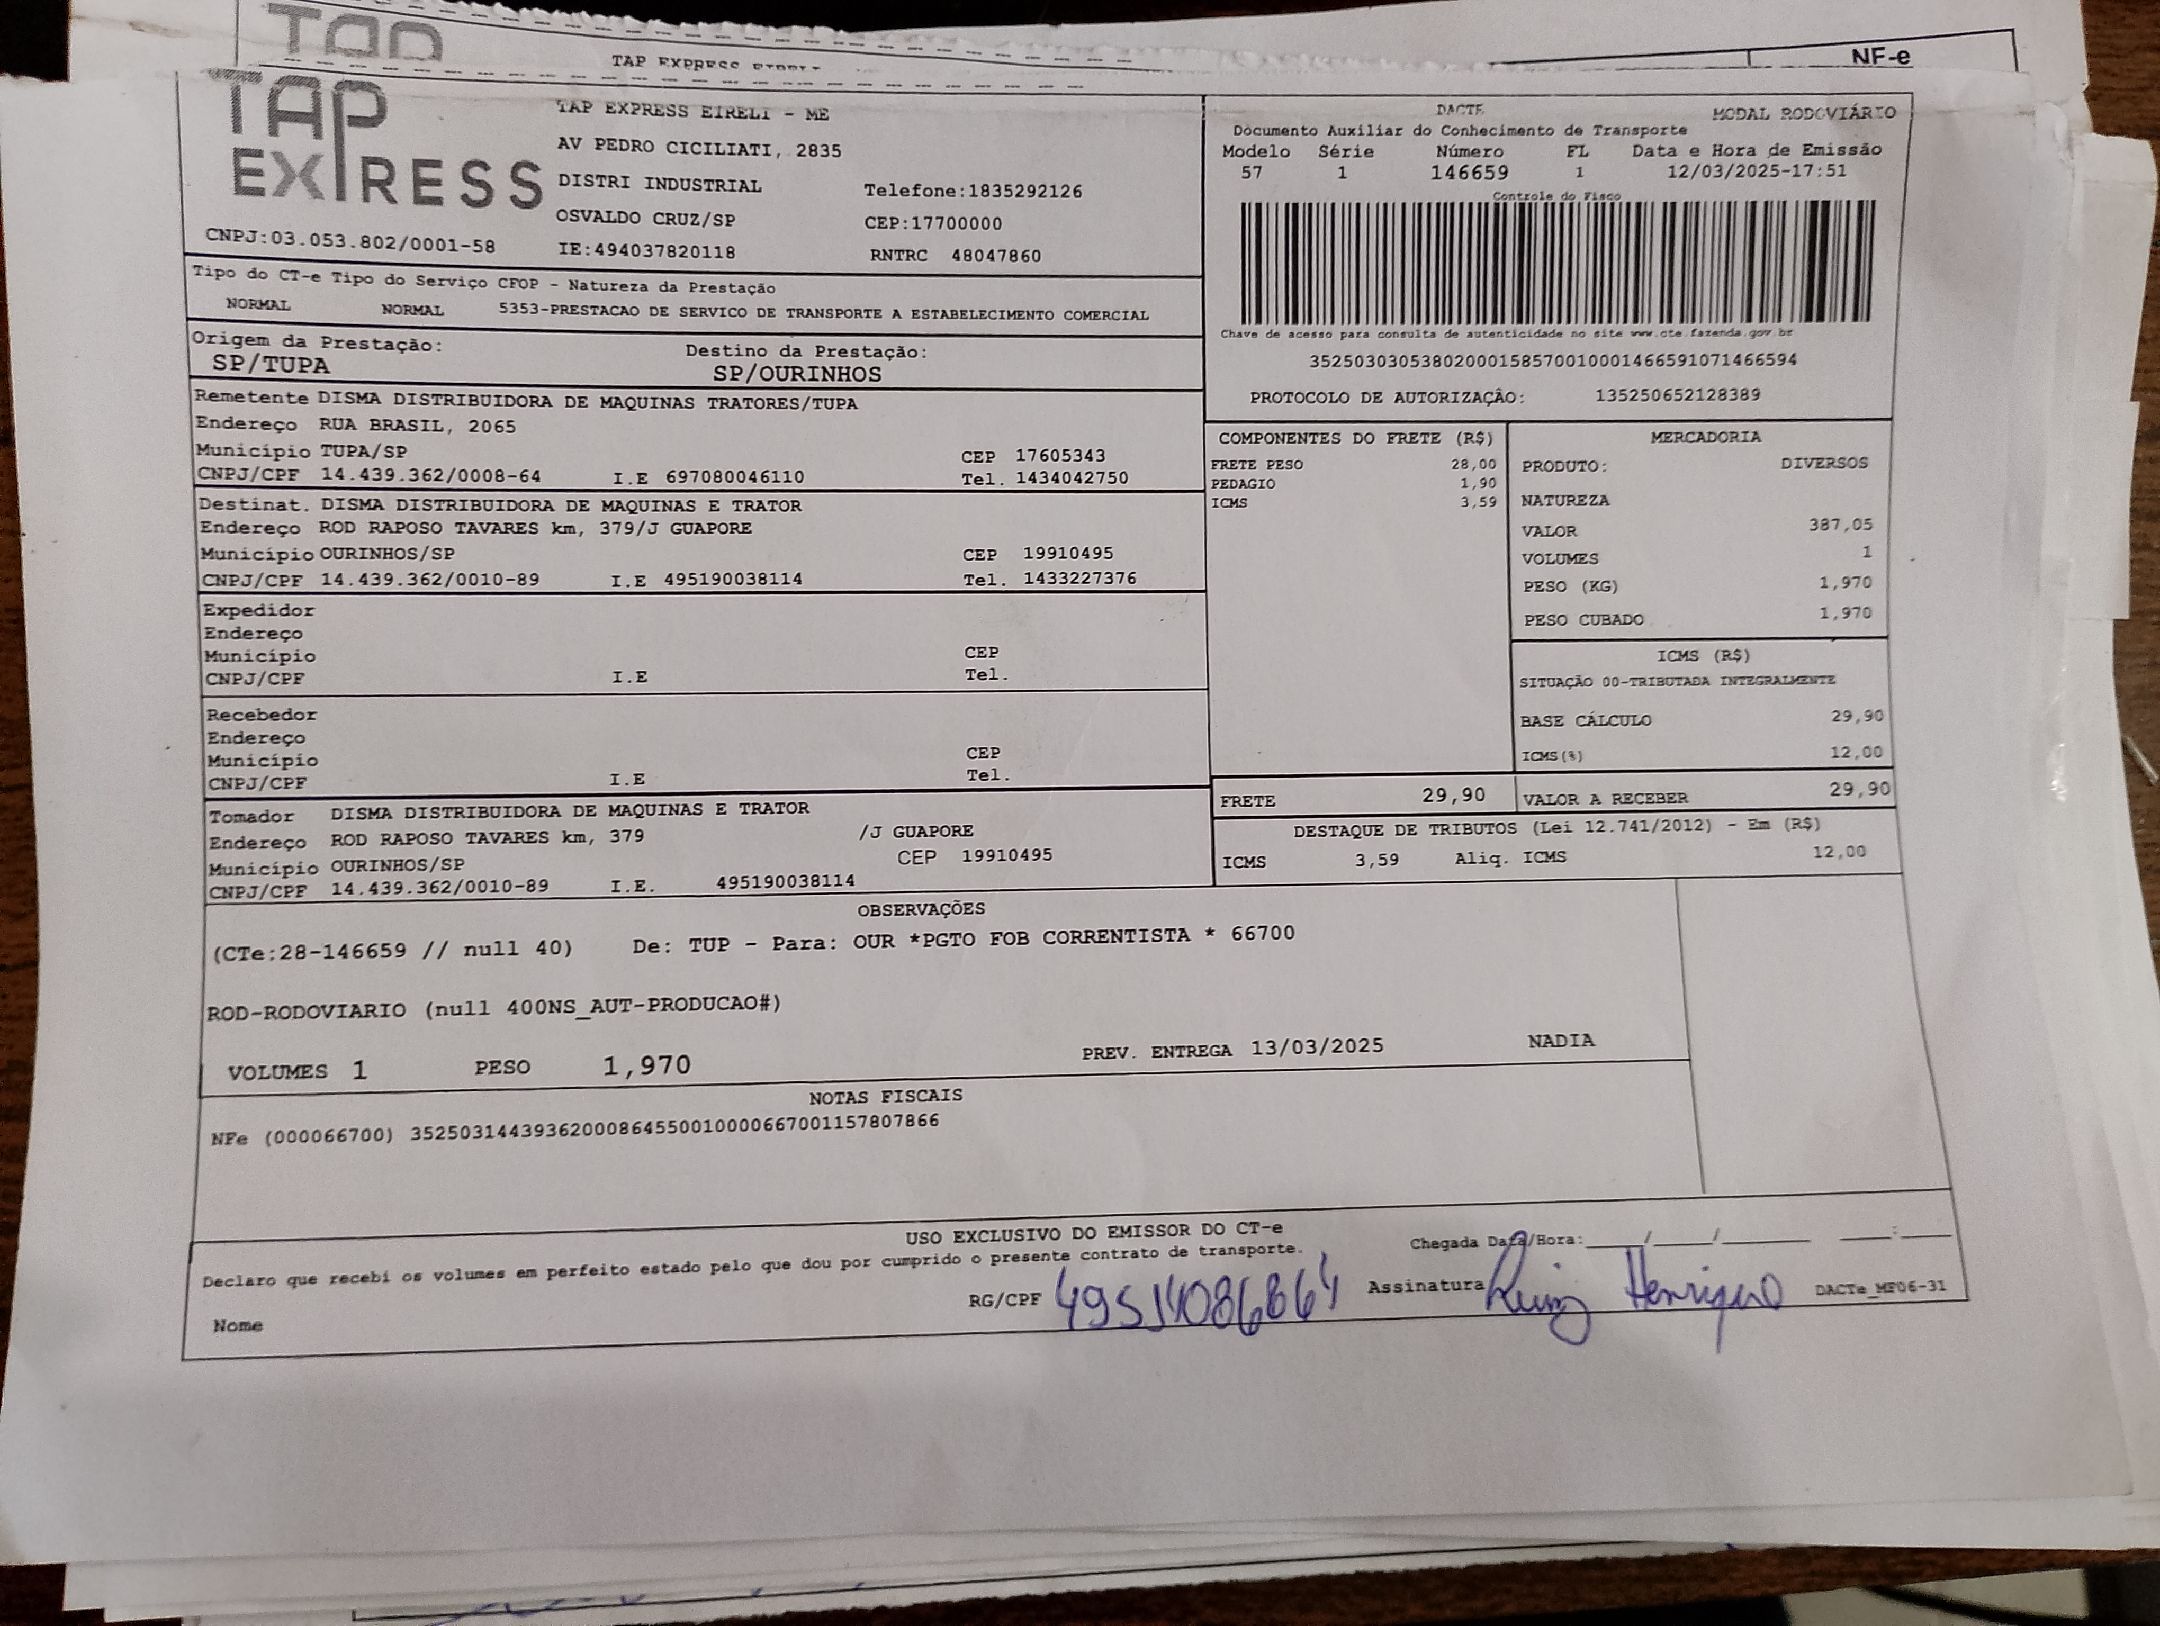 TAP
TAP EXPRESS EIRELI
NF-e
TAP EXPRESS
TAP EXPRESS EIRELI - ME
AV PEDRO CICILIATI, 2835
DISTRI INDUSTRIAL Telefone:1835292126
OSVALDO CRUZ/SP CEP:17700000
CNPJ:03.053.802/0001-58 IE:494037820118 RNTRC 48047860
DACTE MODAL RODOVIÁRIO
Documento Auxiliar do Conhecimento de Transporte
Modelo Série Número FL Data e Hora de Emissão
57 1 146659 1 12/03/2025-17:51
Controle do Fisco
Chave de acesso para consulta de autenticidade no site www.cte.fazenda.gov.br
35250303053802000158570010001466591071466594
PROTOCOLO DE AUTORIZAÇÃO: 135250652128389
Tipo do CT-e Tipo do Serviço CFOP - Natureza da Prestação
NORMAL NORMAL 5353-PRESTACAO DE SERVICO DE TRANSPORTE A ESTABELECIMENTO COMERCIAL
Origem da Prestação: Destino da Prestação:
SP/TUPA SP/OURINHOS
Remetente DISMA DISTRIBUIDORA DE MAQUINAS TRATORES/TUPA
Endereço RUA BRASIL, 2065
Município TUPA/SP CEP 17605343
CNPJ/CPF 14.439.362/0008-64 I.E 697080046110 Tel. 1434042750
Destinat. DISMA DISTRIBUIDORA DE MAQUINAS E TRATOR
Endereço ROD RAPOSO TAVARES km, 379/J GUAPORE
Município OURINHOS/SP CEP 19910495
CNPJ/CPF 14.439.362/0010-89 I.E 495190038114 Tel. 1433227376
Expedidor
Endereço
Município CEP
CNPJ/CPF I.E Tel.
Recebedor
Endereço
Município CEP
CNPJ/CPF I.E Tel.
Tomador DISMA DISTRIBUIDORA DE MAQUINAS E TRATOR
Endereço ROD RAPOSO TAVARES km, 379 /J GUAPORE
Município OURINHOS/SP CEP 19910495
CNPJ/CPF 14.439.362/0010-89 I.E. 495190038114
COMPONENTES DO FRETE (R$)
FRETE PESO 28,00
PEDAGIO 1,90
ICMS 3,59
MERCADORIA
PRODUTO: DIVERSOS
NATUREZA
VALOR 387,05
VOLUMES 1
PESO (KG) 1,970
PESO CUBADO 1,970
ICMS (R$)
SITUAÇÃO 00-TRIBUTADA INTEGRALMENTE
BASE CÁLCULO 29,90
ICMS(%) 12,00
FRETE 29,90 VALOR A RECEBER 29,90
DESTAQUE DE TRIBUTOS (Lei 12.741/2012) - Em (R$)
ICMS 3,59 Aliq. ICMS 12,00
OBSERVAÇÕES
(CTe:28-146659 // null 40) De: TUP - Para: OUR *PGTO FOB CORRENTISTA * 66700
ROD-RODOVIARIO (null 400NS_AUT-PRODUCAO#)
VOLUMES 1 PESO 1,970 PREV. ENTREGA 13/03/2025 NADIA
NOTAS FISCAIS
NFe (000066700) 35250314439362000864550010000667001157807866
USO EXCLUSIVO DO EMISSOR DO CT-e
Declaro que recebi os volumes em perfeito estado pelo que dou por cumprido o presente contrato de transporte. Chegada Data/Hora:____/____/______ ____:____
Nome RG/CPF Assinatura Luiz Henrique DACTe_MF06-31